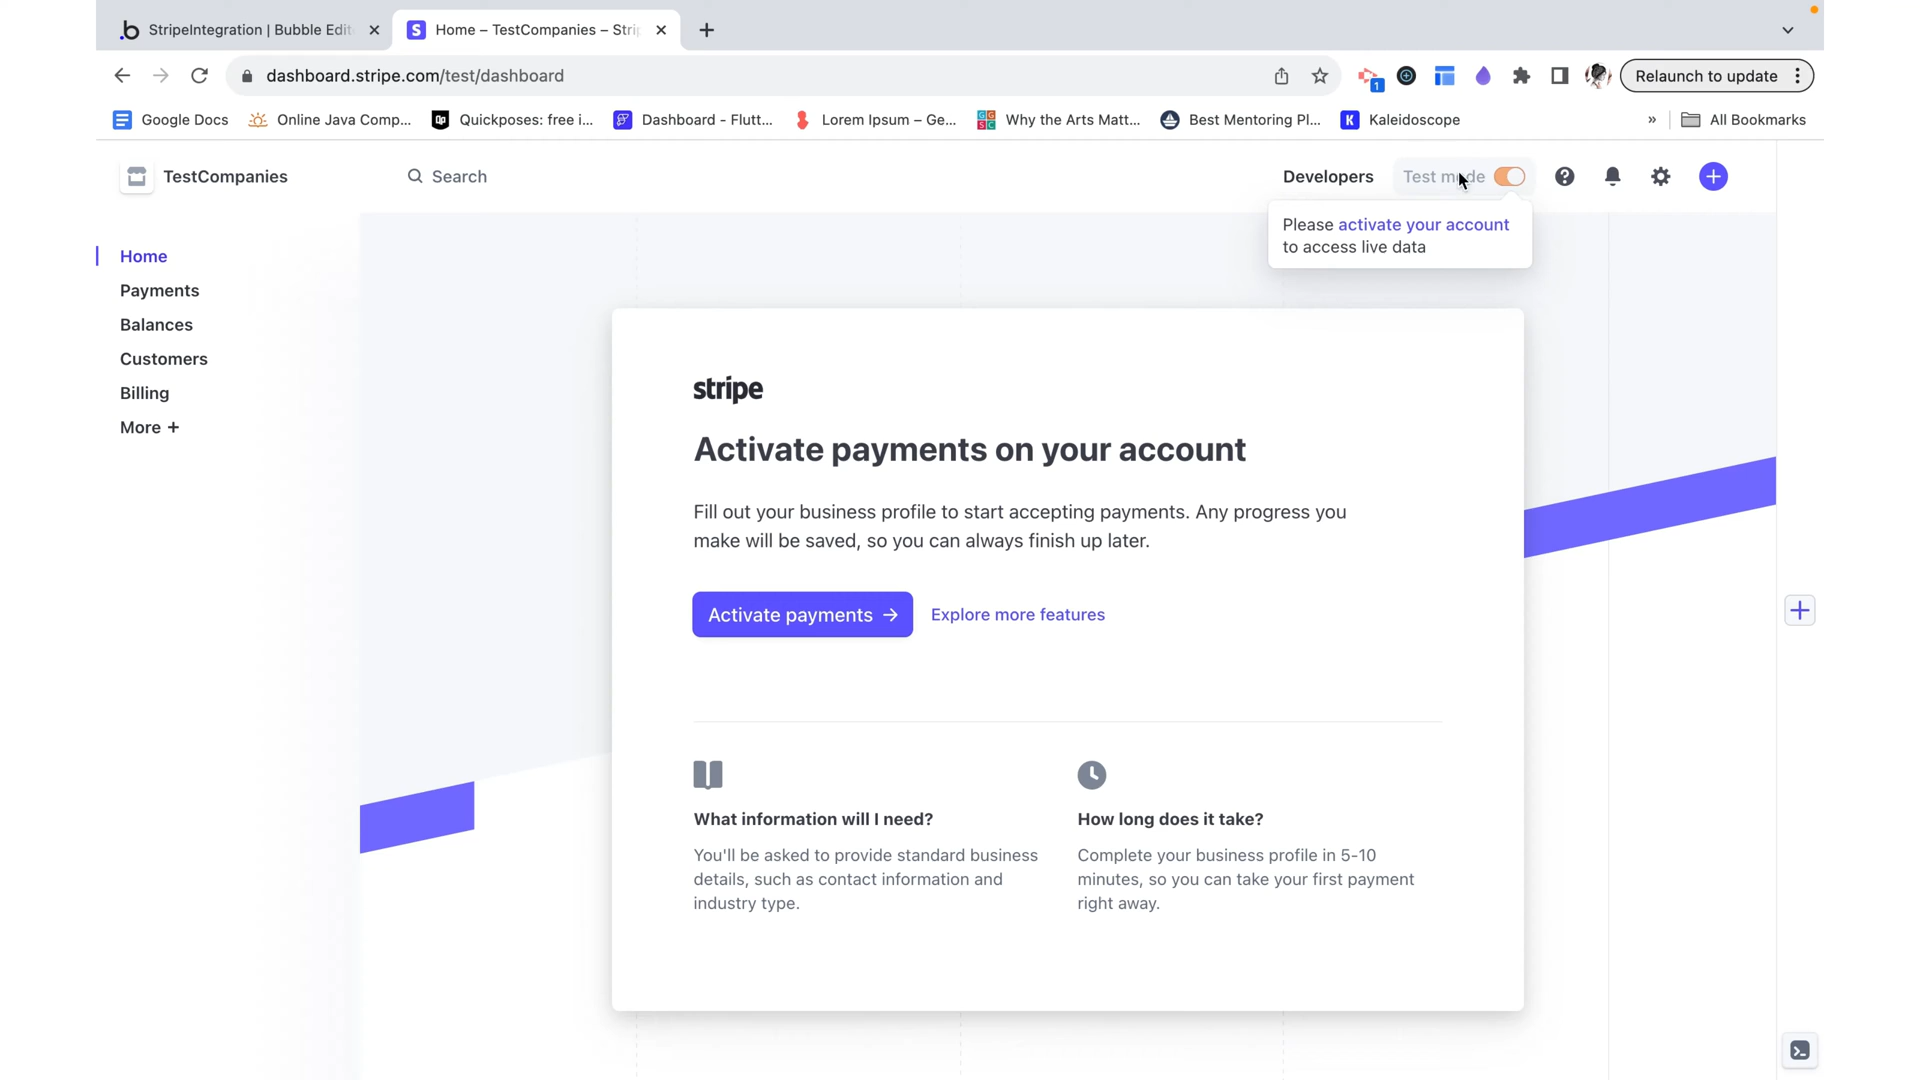 StripeIntegration | Bubble Edit
Home – TestCompanies – Stri
dashboard.stripe.com/test/dashboard
1
Relaunch to update
Google Docs
Online Java Comp...
Quickposes: free i...
Dashboard - Flutt...
Lorem Ipsum – Ge...
Why the Arts Matt...
Best Mentoring Pl...
Kaleidoscope
»
All Bookmarks
TestCompanies
Search
Developers
Test mode
Please activate your account
to access live data
Home
Payments
Balances
Customers
Billing
More +
stripe
Activate payments on your account
Fill out your business profile to start accepting payments. Any progress you
make will be saved, so you can always finish up later.
Activate payments →
Explore more features
What information will I need?
You'll be asked to provide standard business
details, such as contact information and
industry type.
How long does it take?
Complete your business profile in 5-10
minutes, so you can take your first payment
right away.